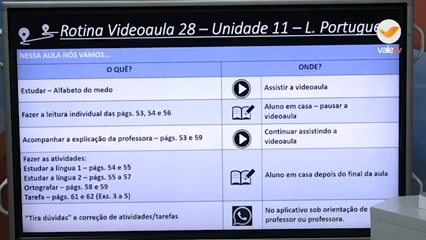 Rotina Videoaula 28 – Unidade 11 – L. Portugue
vale tv
NESSA AULA NÓS VAMOS...
O QUÊ?
ONDE?
Estudar – Alfabeto do medo
Assistir a videoaula
Fazer a leitura individual das págs. 53, 54 e 56
Aluno em casa – pausar a
videoaula
Acompanhar a explicação da professora – págs. 53 e 59
Continuar assistindo a
videoaula
Fazer as atividades:
Estudar a língua 1 – págs. 54 e 55
Estudar a língua 2 – págs. 55 a 57
Ortografar – págs. 58 e 59
Tarefa – págs. 61 e 62 (Exs. 3 a 5)
Aluno em casa depois do final da aula
"Tira dúvidas" e correção de atividades/tarefas
No aplicativo sob orientação de
professor ou professora.